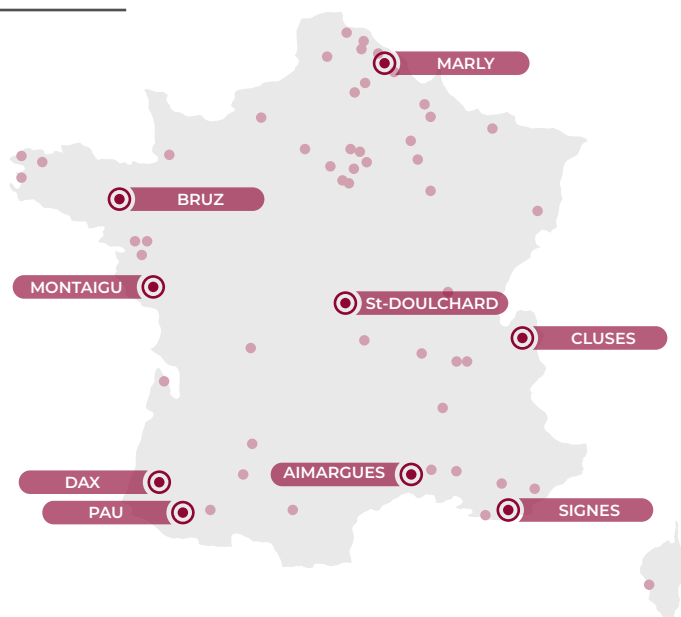 MARLY
BRUZ
MONTAIGU
St-DOULCHARD
CLUSES
AIMARGUES
DAX
PAU
SIGNES